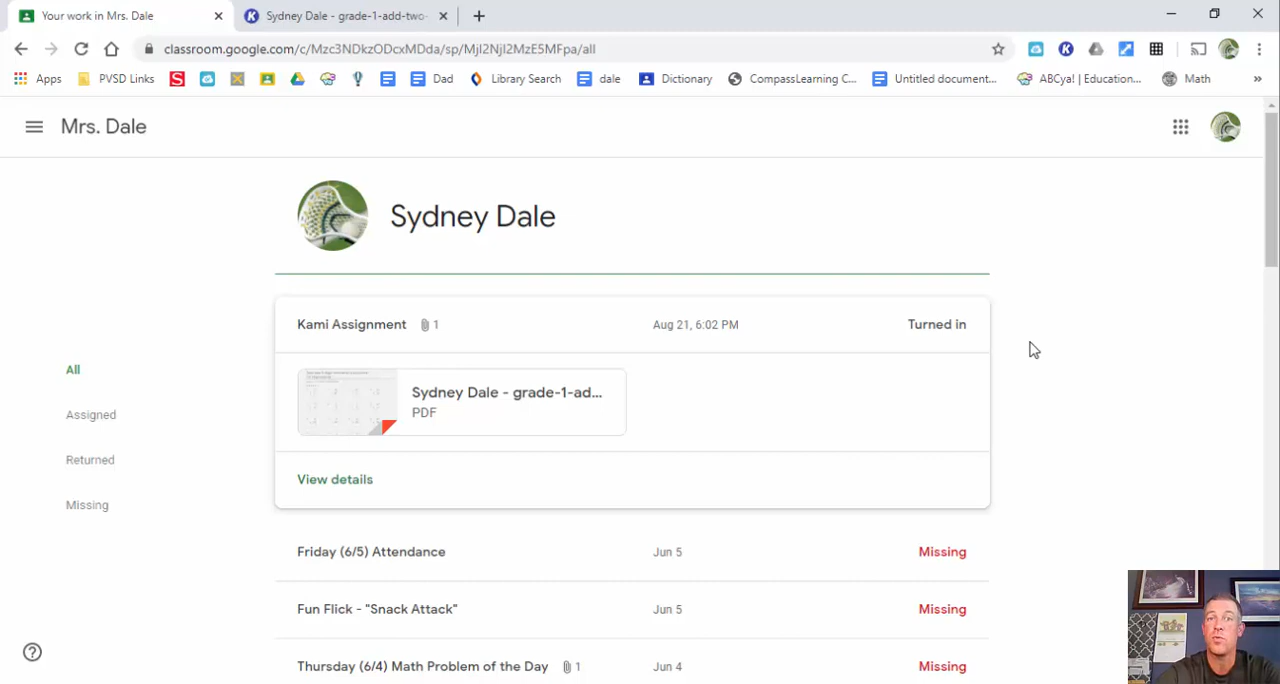 Your work in Mrs. Dale
Sydney Dale - grade-1-add-two-
classroom.google.com/c/Mzc3NDkzODcxMDda/sp/MjI2NjI2MzE5MFpa/all
Apps
PVSD Links
Dad
Library Search
dale
Dictionary
CompassLearning C...
Untitled document...
ABCya! | Education...
Math
»
Mrs. Dale
Sydney Dale
Kami Assignment
1
Aug 21, 6:02 PM
Turned in
All
Assigned
Returned
Missing
Sydney Dale - grade-1-ad...
PDF
View details
Friday (6/5) Attendance
Jun 5
Missing
Fun Flick - "Snack Attack"
Jun 5
Missing
Thursday (6/4) Math Problem of the Day
1
Jun 4
Missing